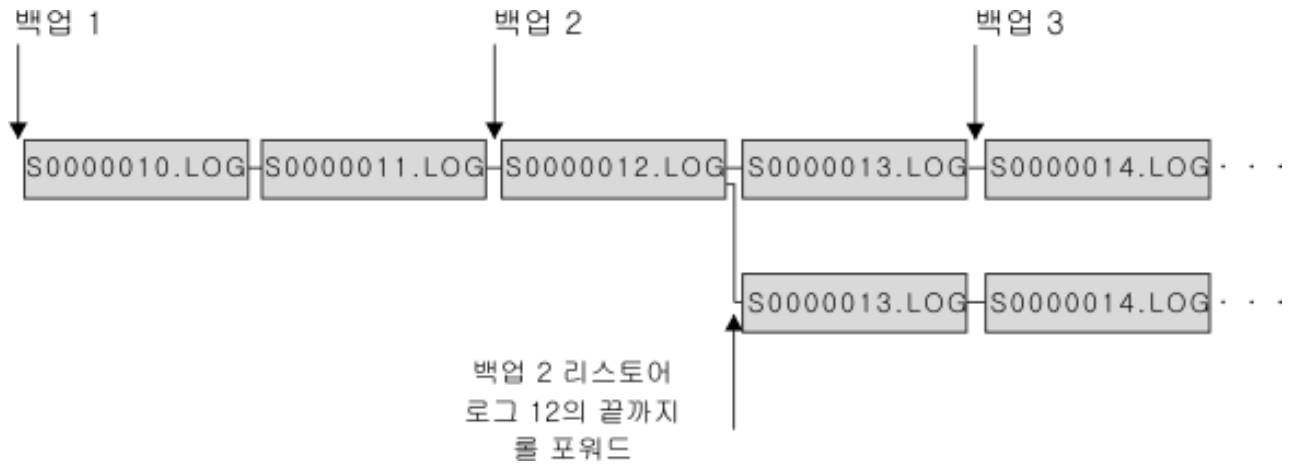 백업 1
백업 2
백업 3
S0000010.LOG
S0000011.LOG
S0000012.LOG
S0000013.LOG
S0000014.LOG
· · ·
S0000013.LOG
S0000014.LOG
· · ·
백업 2 리스토어
로그 12의 끝까지
롤 포워드